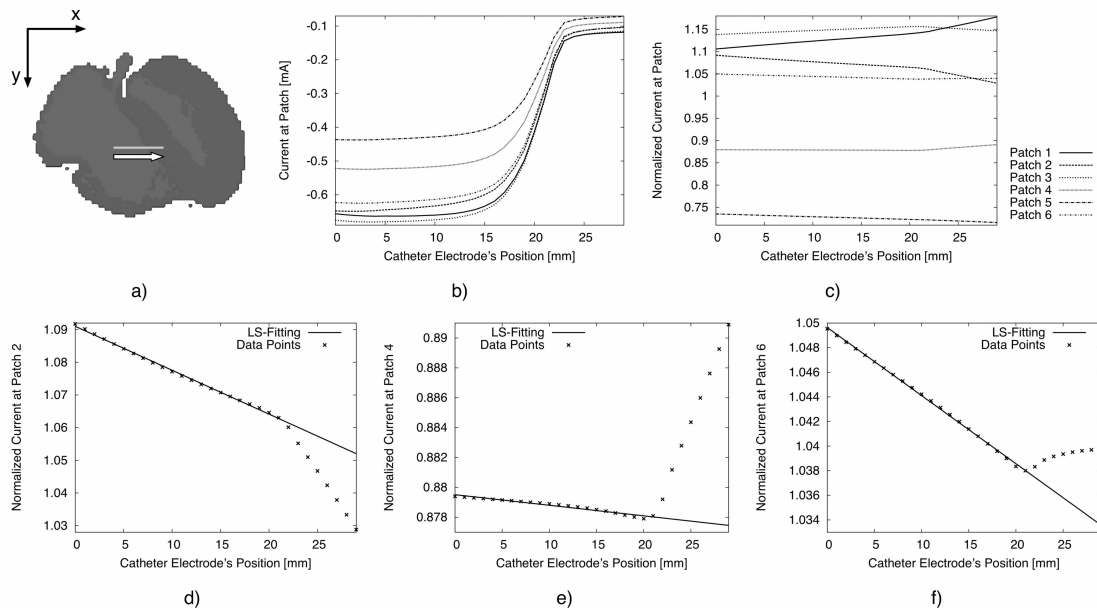 x
y
a)
Current at Patch [mA]
-0.1
-0.2
-0.3
-0.4
-0.5
-0.6
0 5 10 15 20 25
Catheter Electrode's Position [mm]
b)
Normalized Current at Patch
1.15
1.1
1.05
1
0.95
0.9
0.85
0.8
0.75
0 5 10 15 20 25
Catheter Electrode's Position [mm]
Patch 1
Patch 2
Patch 3
Patch 4
Patch 5
Patch 6
c)
Normalized Current at Patch 2
1.09
1.08
1.07
1.06
1.05
1.04
1.03
LS-Fitting
Data Points
0 5 10 15 20 25
Catheter Electrode's Position [mm]
d)
Normalized Current at Patch 4
0.89
0.888
0.886
0.884
0.882
0.88
0.878
LS-Fitting
Data Points
0 5 10 15 20 25
Catheter Electrode's Position [mm]
e)
Normalized Current at Patch 6
1.05
1.048
1.046
1.044
1.042
1.04
1.038
1.036
1.034
LS-Fitting
Data Points
0 5 10 15 20 25
Catheter Electrode's Position [mm]
f)